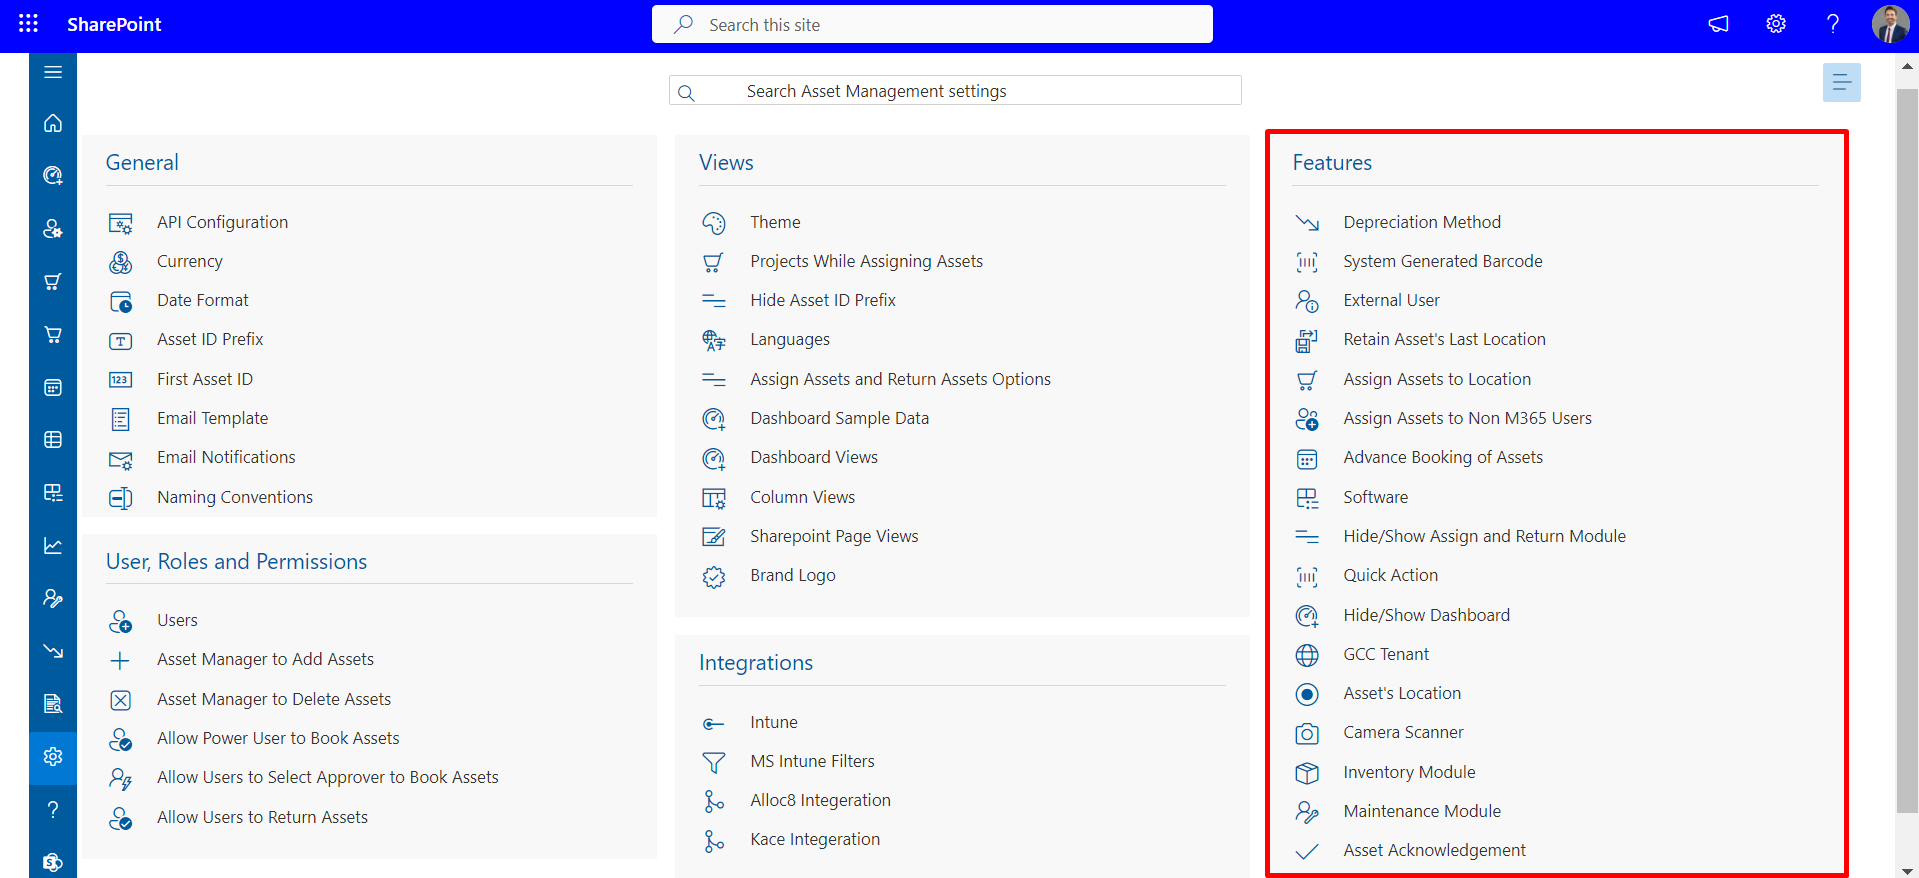 SharePoint
Search this site
Search Asset Management settings
General
API Configuration
Currency
Date Format
Asset ID Prefix
First Asset ID
Email Template
Email Notifications
Naming Conventions
User, Roles and Permissions
Users
Asset Manager to Add Assets
Asset Manager to Delete Assets
Allow Power User to Book Assets
Allow Users to Select Approver to Book Assets
Allow Users to Return Assets
Views
Theme
Projects While Assigning Assets
Hide Asset ID Prefix
Languages
Assign Assets and Return Assets Options
Dashboard Sample Data
Dashboard Views
Column Views
Sharepoint Page Views
Brand Logo
Integrations
Intune
MS Intune Filters
Alloc8 Integeration
Kace Integeration
Features
Depreciation Method
System Generated Barcode
External User
Retain Asset's Last Location
Assign Assets to Location
Assign Assets to Non M365 Users
Advance Booking of Assets
Software
Hide/Show Assign and Return Module
Quick Action
Hide/Show Dashboard
GCC Tenant
Asset's Location
Camera Scanner
Inventory Module
Maintenance Module
Asset Acknowledgement